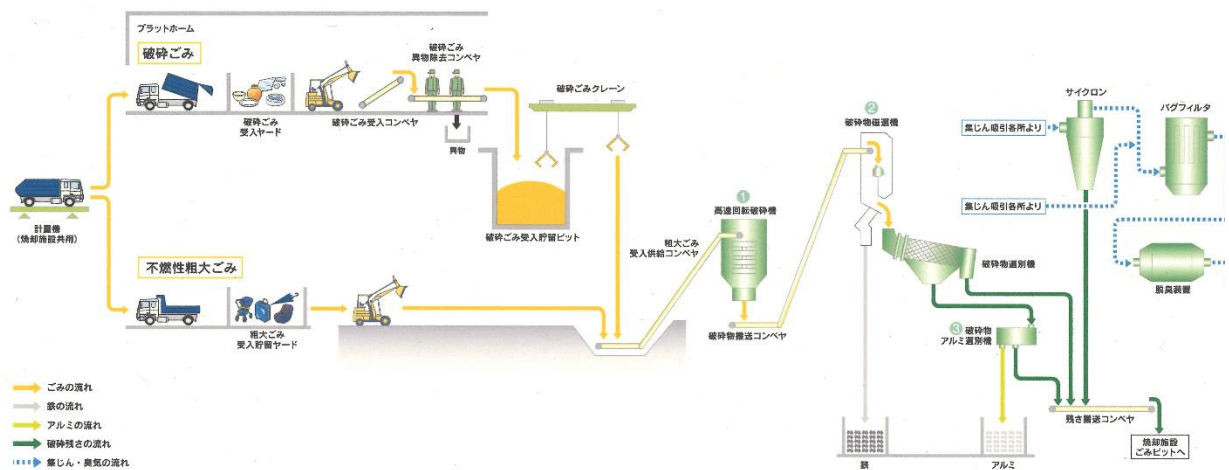 プラットホーム
破砕ごみ
破砕ごみ
受入ヤード
破砕ごみ受入コンベヤ
破砕ごみ
異物除去コンベヤ
異物
破砕ごみクレーン
破砕ごみ受入貯留ピット
計量機
(焼却施設共用)
不燃性粗大ごみ
粗大ごみ
受入貯留ヤード
粗大ごみ
受入供給コンベヤ
1
高速回転破砕機
破砕物搬送コンベヤ
2
破砕物磁選機
破砕物選別機
3 破砕物
アルミ選別機
サイクロン
バグフィルタ
集じん吸引各所より
集じん吸引各所より
脱臭装置
残さ搬送コンベヤ
焼却施設
ごみピットへ
鉄
アルミ
ごみの流れ
鉄の流れ
アルミの流れ
破砕残さの流れ
集じん・臭気の流れ